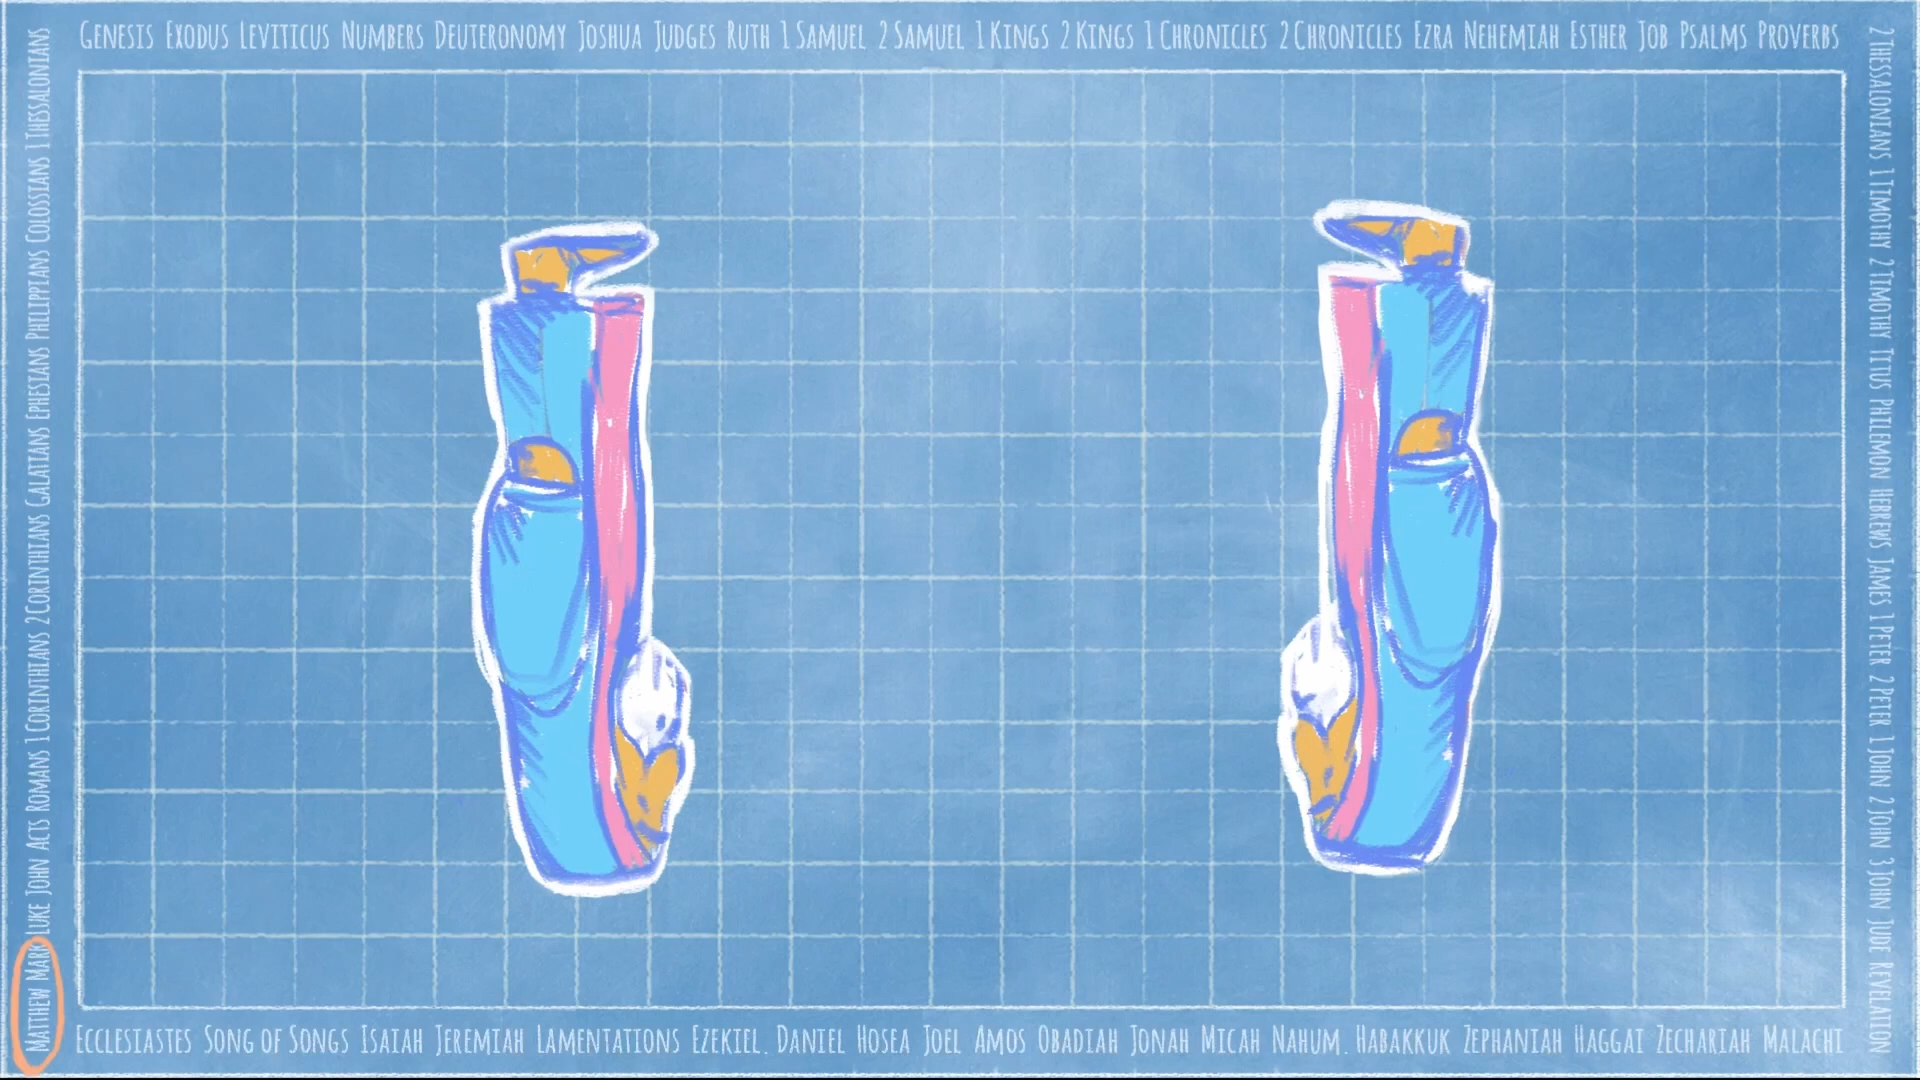 Genesis Exodus Leviticus Numbers Deuteronomy Joshua Judges Ruth 1 Samuel 2 Samuel 1 Kings 2 Kings 1 Chronicles 2 Chronicles Ezra Nehemiah Esther Job Psalms Proverbs
Ecclesiastes Song of Songs Isaiah Jeremiah Lamentations Ezekiel. Daniel Hosea Joel Amos Obadiah Jonah Micah Nahum. Habakkuk Zephaniah Haggai Zechariah Malachi
Matthew Mark Luke John Acts Romans 1 Corinthians 2 Corinthians Galatians Ephesians Philippians Colossians 1 Thessalonians
2 Thessalonians 1 Timothy 2 Timothy Titus Philemon Hebrews James 1 Peter 2 Peter 1 John 2 John 3 John Jude Revelation